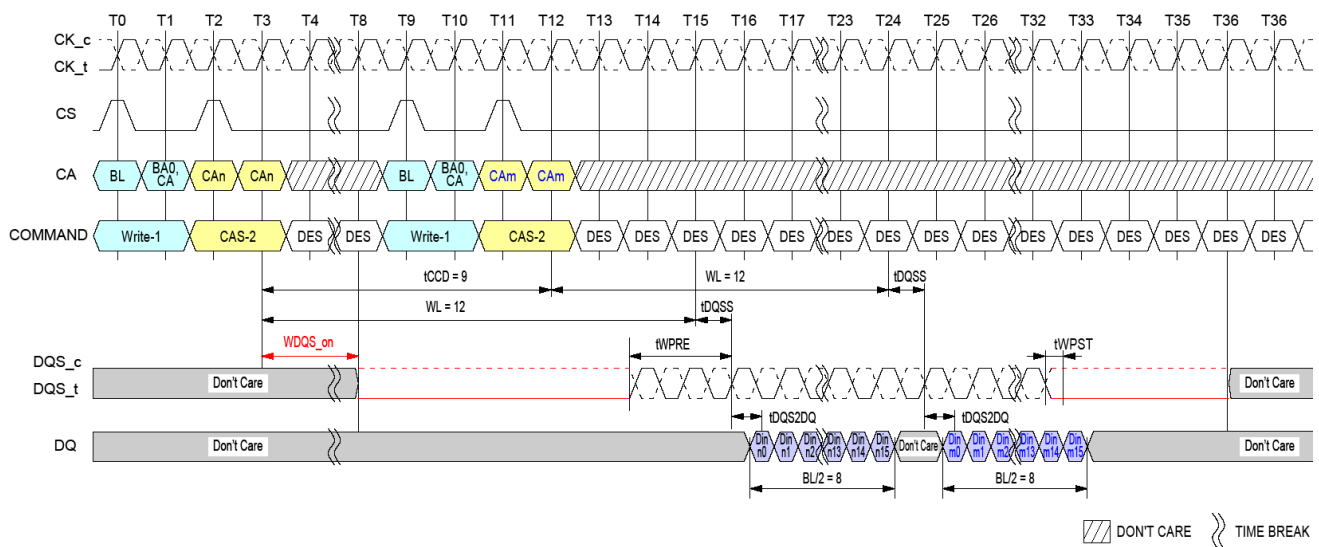 T0 T1 T2 T3 T4 T8 T9 T10 T11 T12 T13 T14 T15 T16 T17 T23 T24 T25 T26 T32 T33 T34 T35 T36 T36
CK_c
CK_t
CS
CA BL BA0, CA CAn CAn BL BA0, CA CAm CAm
COMMAND Write-1 CAS-2 DES DES Write-1 CAS-2 DES DES DES DES DES DES DES DES DES DES DES DES DES DES DES
tCCD = 9 WL = 12 tDQSS
WL = 12 tDQSS
WDQS_on tWPRE tWPST
DQS_c
DQS_t Don't Care Don't Care
tDQS2DQ tDQS2DQ
DQ Don't Care Din n0 Din n1 Din n2 Din n13 Din n14 Din n15 Don't Care Din m0 Din m1 Din m2 Din m13 Din m14 Din m15 Don't Care
BL/2 = 8 BL/2 = 8
DON'T CARE TIME BREAK